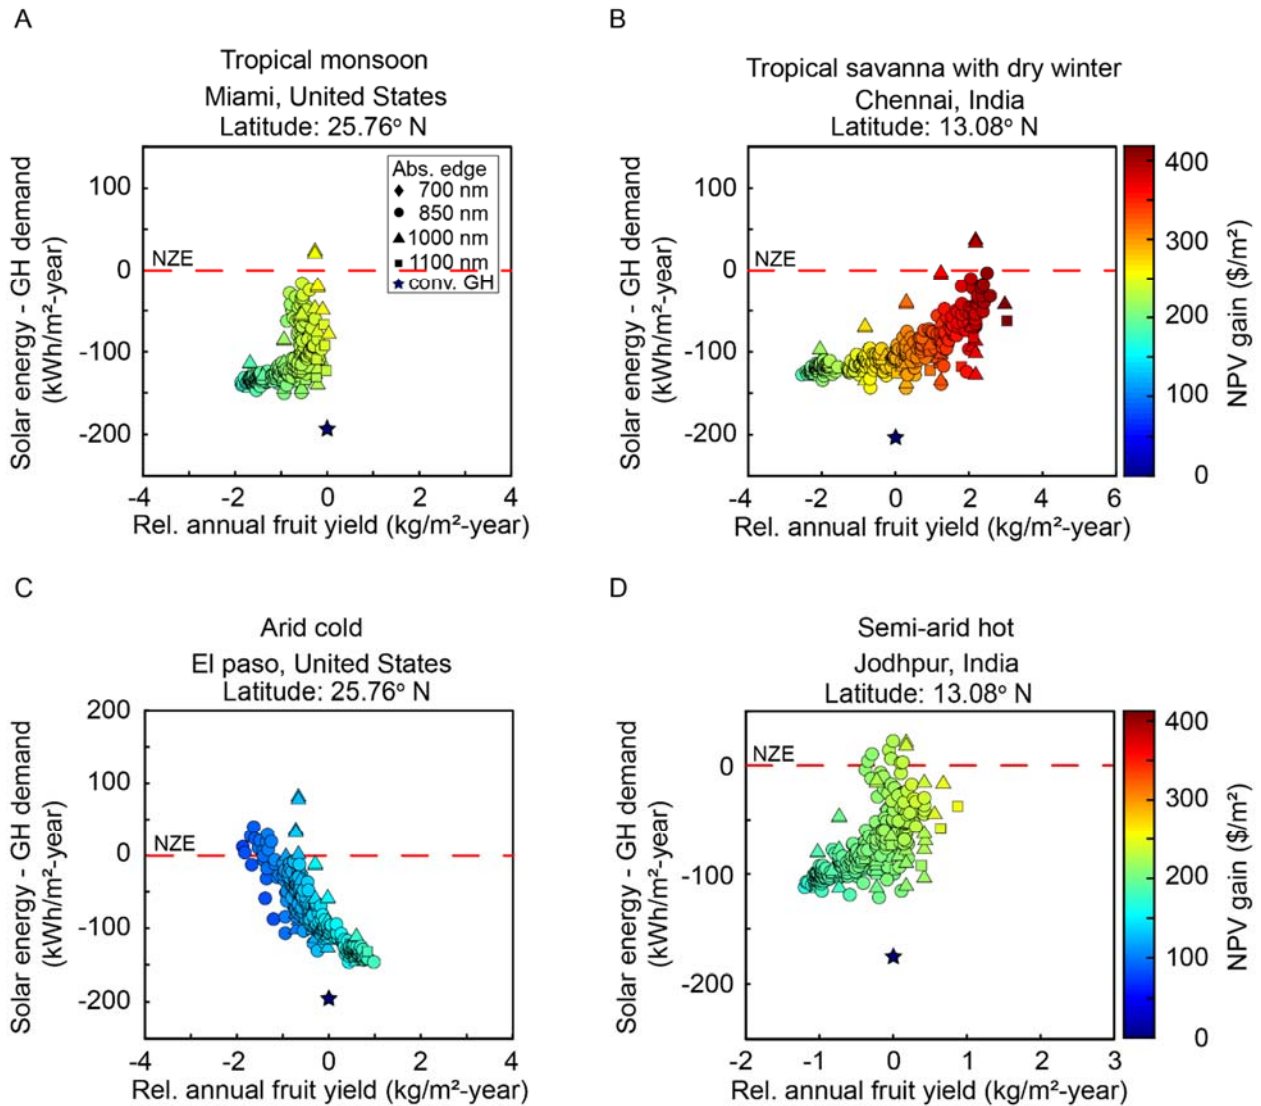 A
Tropical monsoon
Miami, United States
Latitude: 25.76° N
Solar energy - GH demand
(kWh/m²-year)
100
0
-100
-200
NZE
Abs. edge
700 nm
850 nm
1000 nm
1100 nm
conv. GH
-4 -2 0 2 4
Rel. annual fruit yield (kg/m²-year)
B
Tropical savanna with dry winter
Chennai, India
Latitude: 13.08° N
Solar energy - GH demand
(kWh/m²-year)
100
0
-100
-200
NZE
-4 -2 0 2 4 6
Rel. annual fruit yield (kg/m²-year)
400
300
200
100
0
NPV gain ($/m²)
C
Arid cold
El paso, United States
Latitude: 25.76° N
Solar energy - GH demand
(kWh/m²-year)
200
100
0
-100
-200
NZE
-4 -2 0 2 4
Rel. annual fruit yield (kg/m²-year)
D
Semi-arid hot
Jodhpur, India
Latitude: 13.08° N
Solar energy - GH demand
(kWh/m²-year)
0
-100
-200
NZE
-2 -1 0 1 2 3
Rel. annual fruit yield (kg/m²-year)
400
300
200
100
0
NPV gain ($/m²)